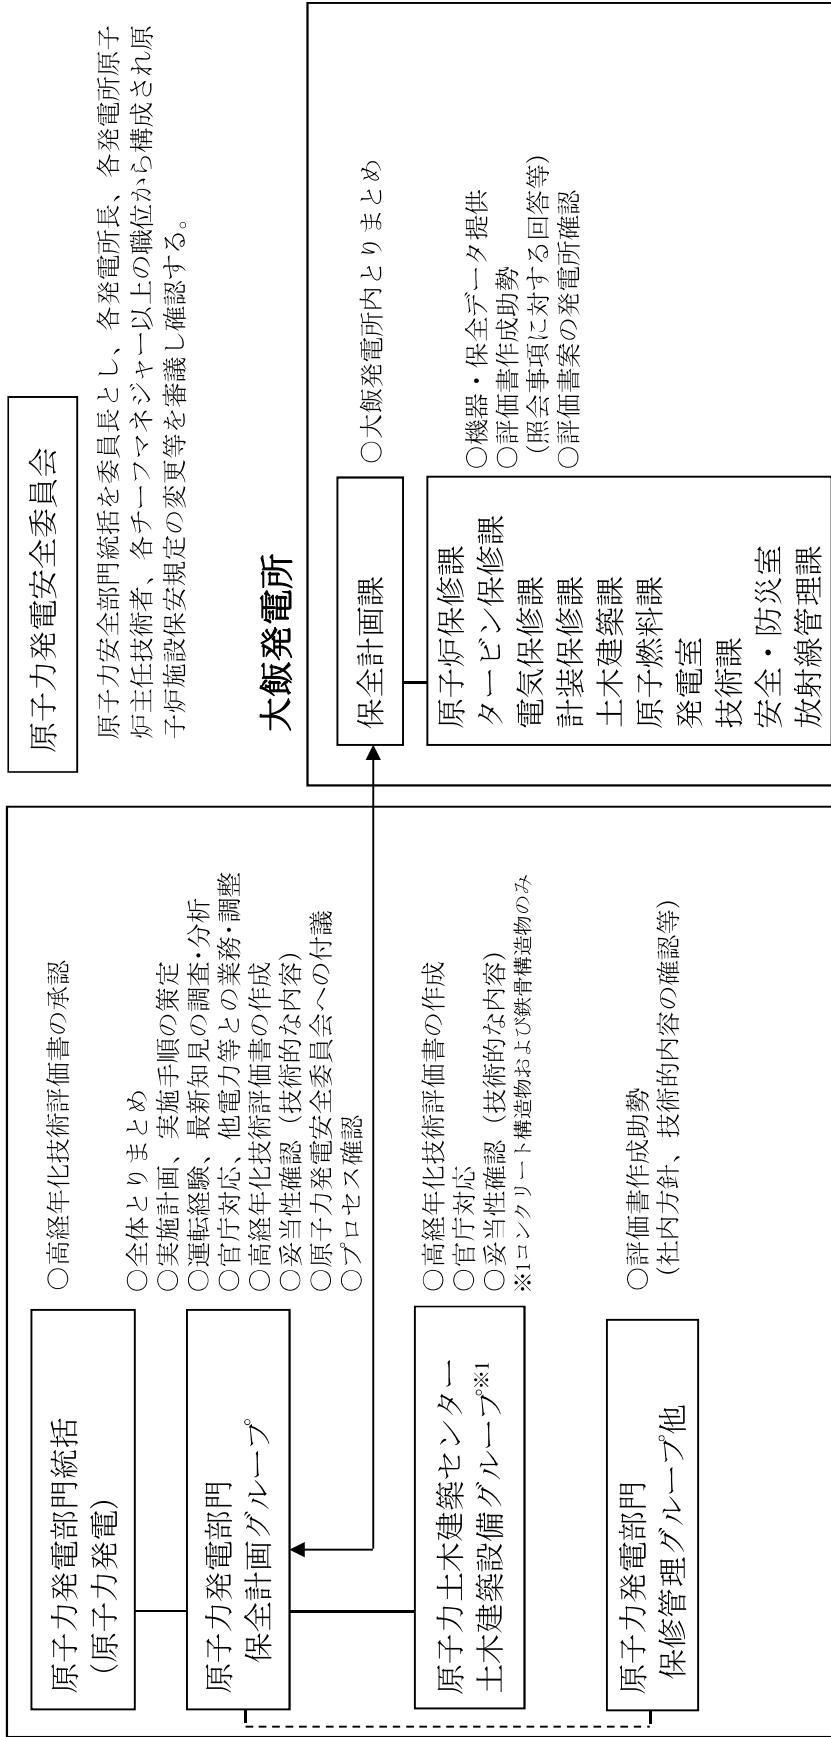 原子力発電部門統括
(原子力発電)
○高経年化技術評価書の承認
原子力発電部門
保全計画グループ
○全体とりまとめ
○実施計画、実施手順の策定
○運転経験、最新知見の調査・分析
○官庁対応、他電力等との業務・調整
○高経年化技術評価書の作成
○妥当性確認（技術的な内容）
○原子力発電安全委員会への付議
○プロセス確認
原子力土木建築センター
土木建築設備グループ※1
○高経年化技術評価書の作成
○官庁対応
○妥当性確認（技術的な内容）
※1コンクリート構造物および鉄骨構造物のみ
原子力発電部門
保修管理グループ他
○評価書作成助勢
(社内方針、技術的内容の確認等)
原子力発電安全委員会
原子力安全部門統括を委員長とし、各発電所長、各発電所原子
炉主任技術者、各チーフマネジャー以上の職位から構成され原
子炉施設保安規定の変更等を審議し確認する。
大飯発電所
保全計画課
○大飯発電所内とりまとめ
原子炉保修課
タービン保修課
電気保修課
計装保修課
土木建築課
原子燃料課
発電室
技術課
安全・防災室
放射線管理課
○機器・保全データ提供
○評価書作成助勢
(照会事項に対する回答等)
○評価書案の発電所確認